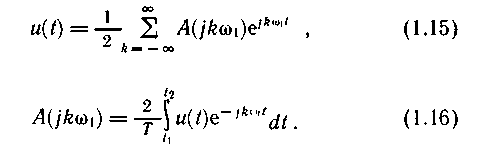 u(t) = 1/2 ∑_{k=-∞}^{∞} A(jkω₁)e^{jkω₁t} , (1.15)
A(jkω₁) = 2/T ∫_{t₁}^{t₂} u(t)e^{-jkω₁t} dt . (1.16)